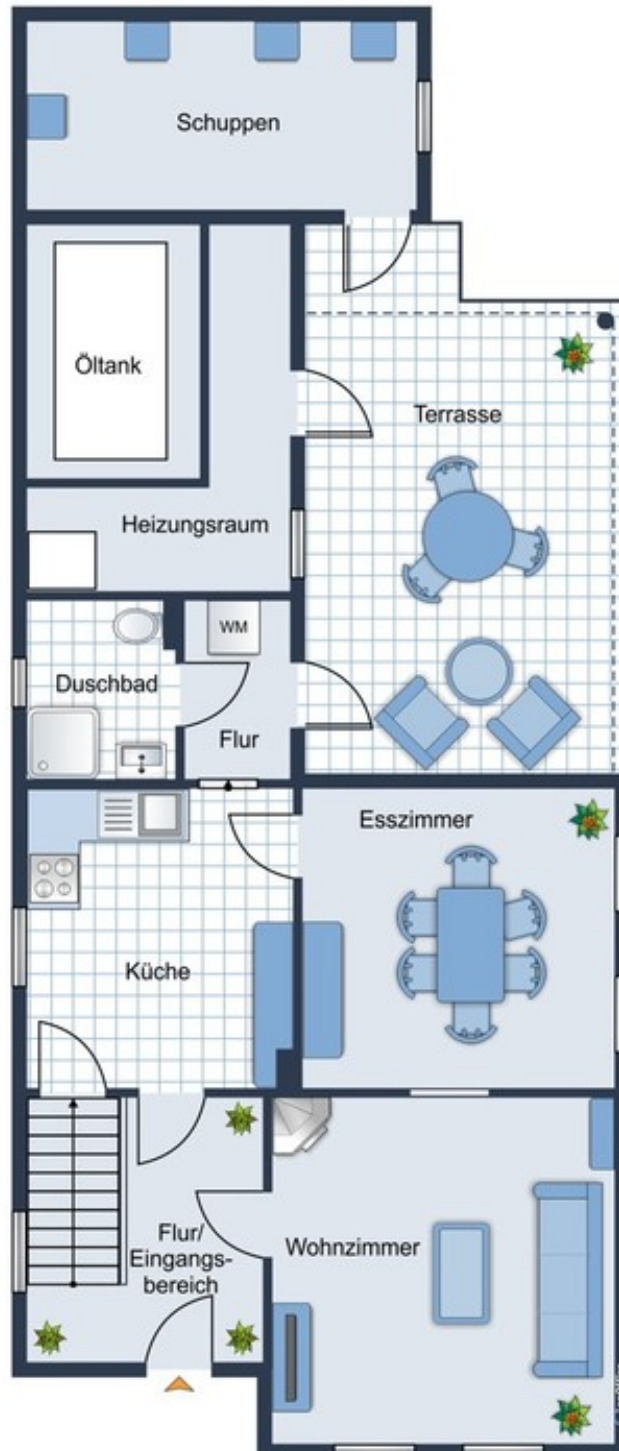 Schuppen
Öltank
Terrasse
Heizungsraum
WM
Duschbad
Flur
Esszimmer
Küche
Flur/
Eingangs-
bereich
Wohnzimmer